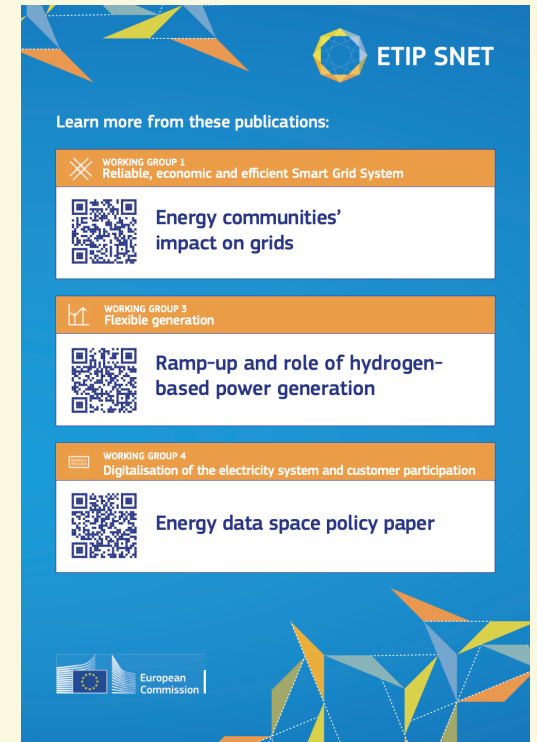 ETIP SNET
Learn more from these publications:
WORKING GROUP 1
Reliable, economic and efficient Smart Grid System
Energy communities'
impact on grids
WORKING GROUP 3
Flexible generation
Ramp-up and role of hydrogen-
based power generation
WORKING GROUP 4
Digitalisation of the electricity system and customer participation
Energy data space policy paper
European
Commission